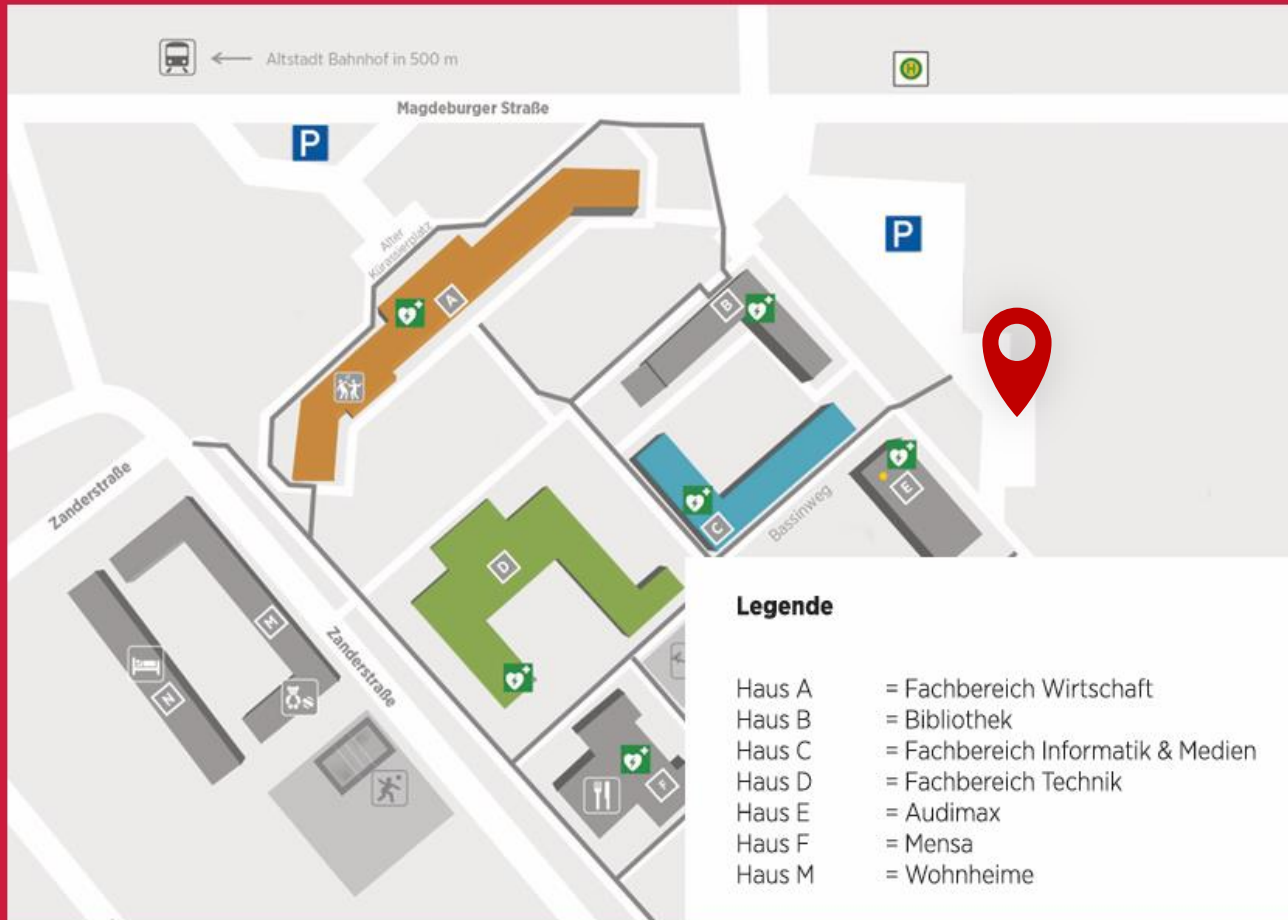 Altstadt Bahnhof in 500 m
H
Magdeburger Straße
P
Alter
Kürassierplatz
P
A
B
Zanderstraße
C
Bassinweg
E
D
M
Zanderstraße
N
F
Legende
Haus A = Fachbereich Wirtschaft
Haus B = Bibliothek
Haus C = Fachbereich Informatik & Medien
Haus D = Fachbereich Technik
Haus E = Audimax
Haus F = Mensa
Haus M = Wohnheime